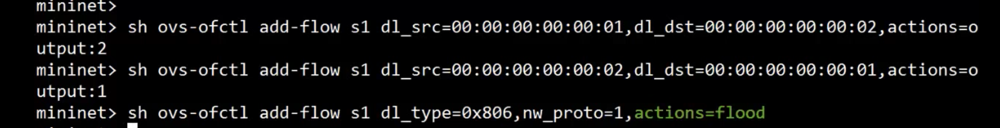 mininet>
mininet> sh ovs-ofctl add-flow s1 dl_src=00:00:00:00:00:01,dl_dst=00:00:00:00:00:02,actions=o
utput:2
mininet> sh ovs-ofctl add-flow s1 dl_src=00:00:00:00:00:02,dl_dst=00:00:00:00:00:01,actions=o
utput:1
mininet> sh ovs-ofctl add-flow s1 dl_type=0x806,nw_proto=1,actions=flood